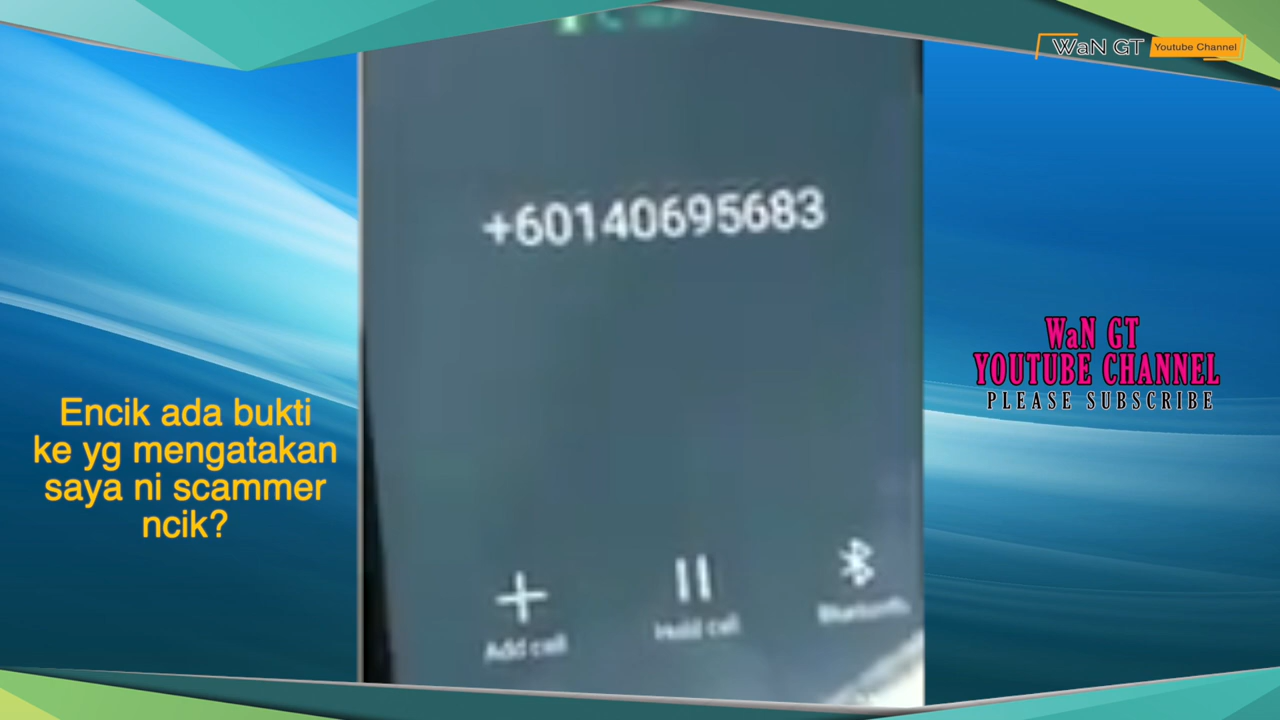 WaN GT
Youtube Channel
+60140695683
WaN GT
YOUTUBE CHANNEL
PLEASE SUBSCRIBE
Encik ada bukti
ke yg mengatakan
saya ni scammer
ncik?
Add call
Hold call
Bluetooth